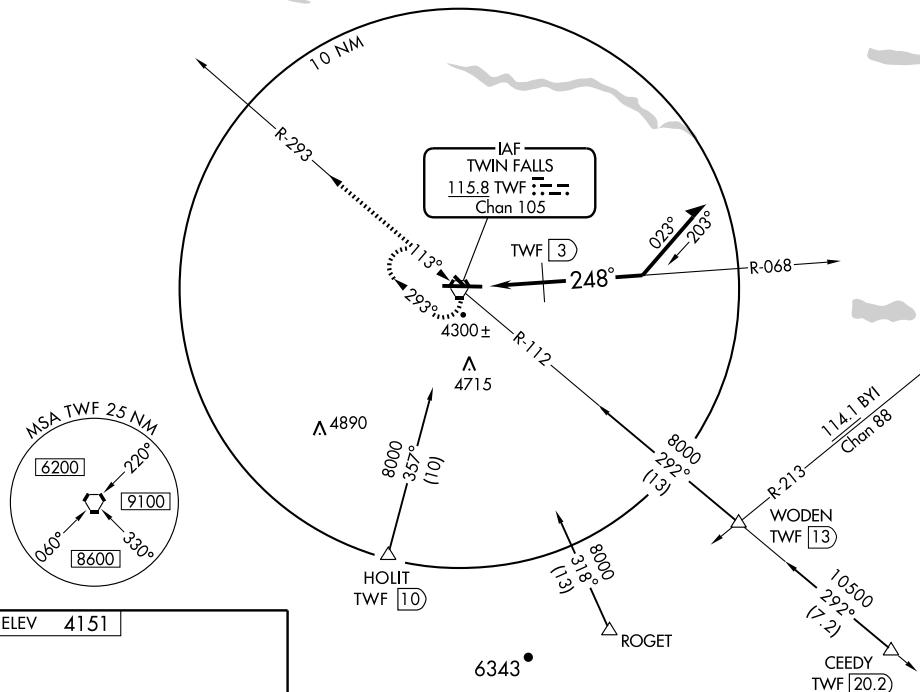 10 NM
R-293
IAF
TWIN FALLS
115.8 TWF
Chan 105
TWF 3
023°
203°
248°
R-068
113°
293°
4300 ±
R-112
4715
4890
8000
357°
(10)
8000
292°
(13)
114.1 BYI
Chan 88
R-213
MSA TWF 25 NM
6200
220°
9100
060°
8600
330°
WODEN
TWF 13
HOLIT
TWF 10
8000
318°
(13)
ROGET
10500
292°
(7.2)
ELEV 4151
6343
CEEDY
TWF 20.2